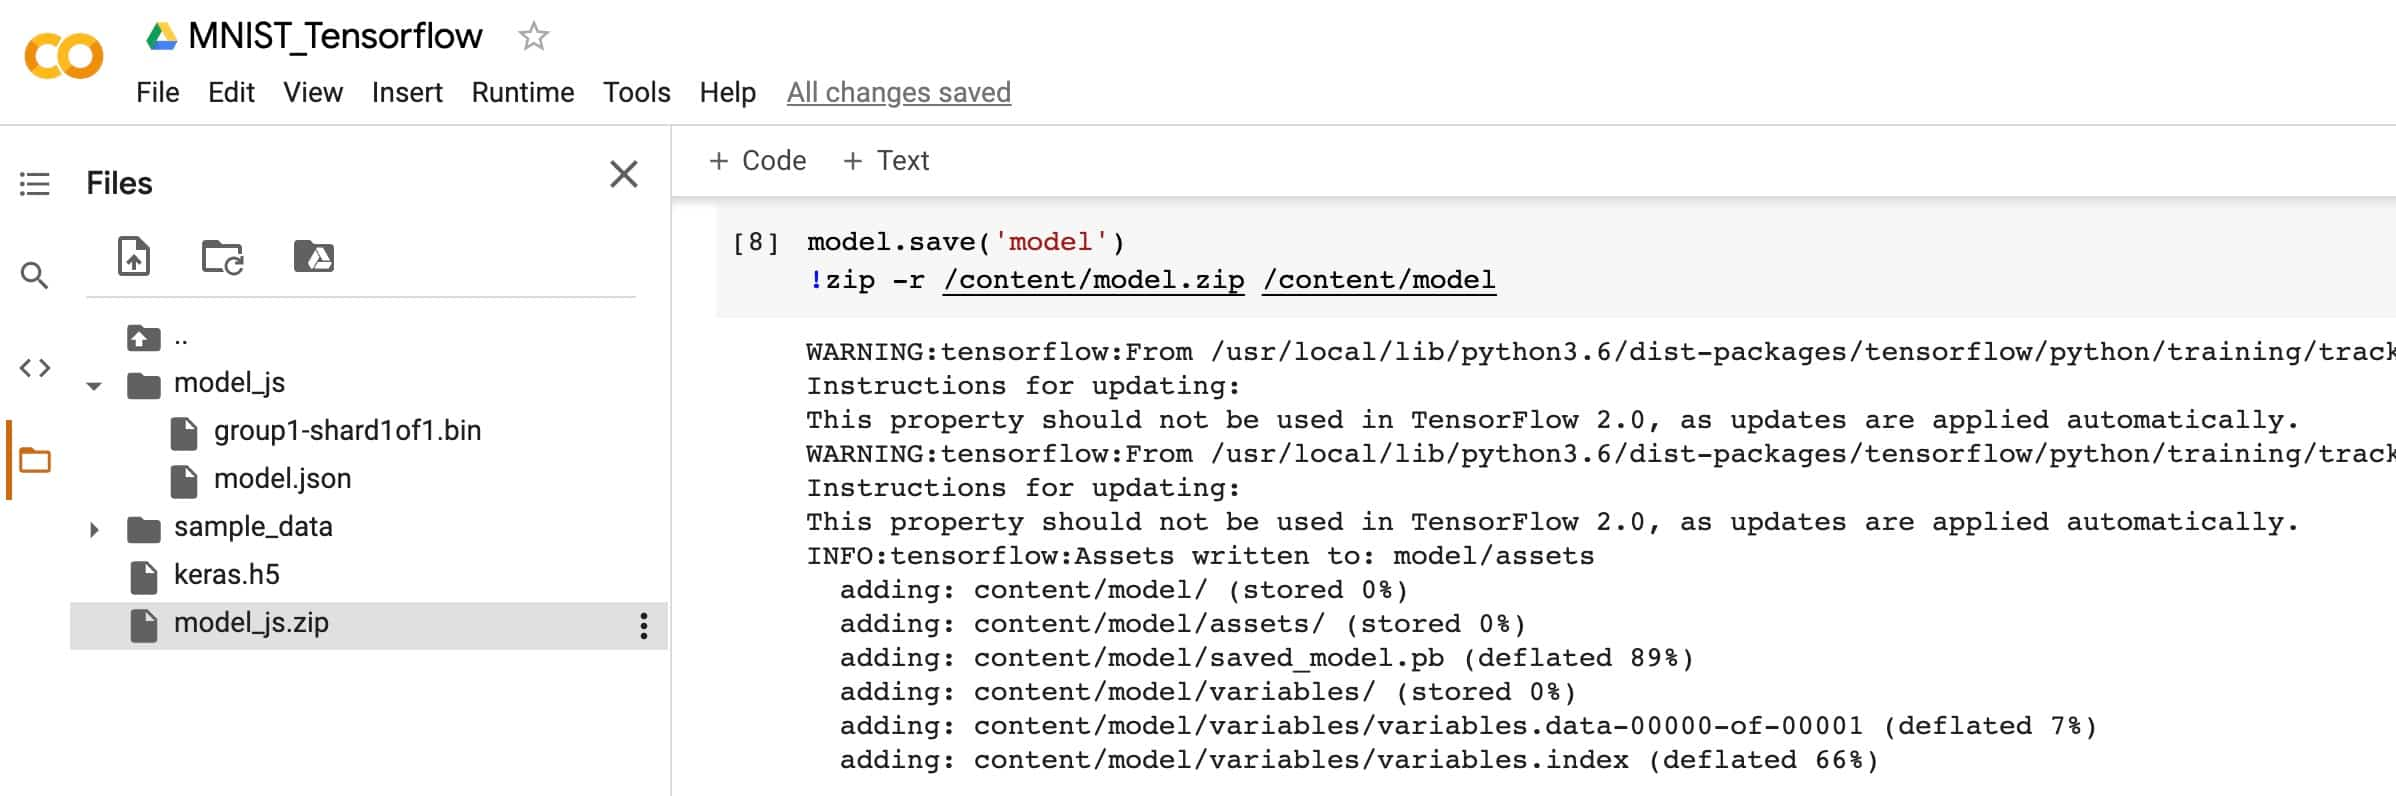 MNIST_Tensorflow
File Edit View Insert Runtime Tools Help All changes saved
Files
..
model_js
group1-shard1of1.bin
model.json
sample_data
keras.h5
model_js.zip
+ Code + Text
[8] model.save('model')
!zip -r /content/model.zip /content/model
WARNING:tensorflow:From /usr/local/lib/python3.6/dist-packages/tensorflow/python/training/track
Instructions for updating:
This property should not be used in TensorFlow 2.0, as updates are applied automatically.
WARNING:tensorflow:From /usr/local/lib/python3.6/dist-packages/tensorflow/python/training/track
Instructions for updating:
This property should not be used in TensorFlow 2.0, as updates are applied automatically.
INFO:tensorflow:Assets written to: model/assets
adding: content/model/ (stored 0%)
adding: content/model/assets/ (stored 0%)
adding: content/model/saved_model.pb (deflated 89%)
adding: content/model/variables/ (stored 0%)
adding: content/model/variables/variables.data-00000-of-00001 (deflated 7%)
adding: content/model/variables/variables.index (deflated 66%)